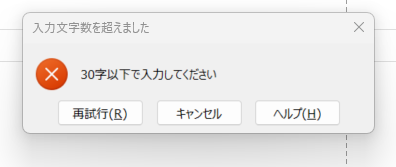 入力文字数を超えました
30字以下で入力してください
再試行(R)
キャンセル
ヘルプ(H)